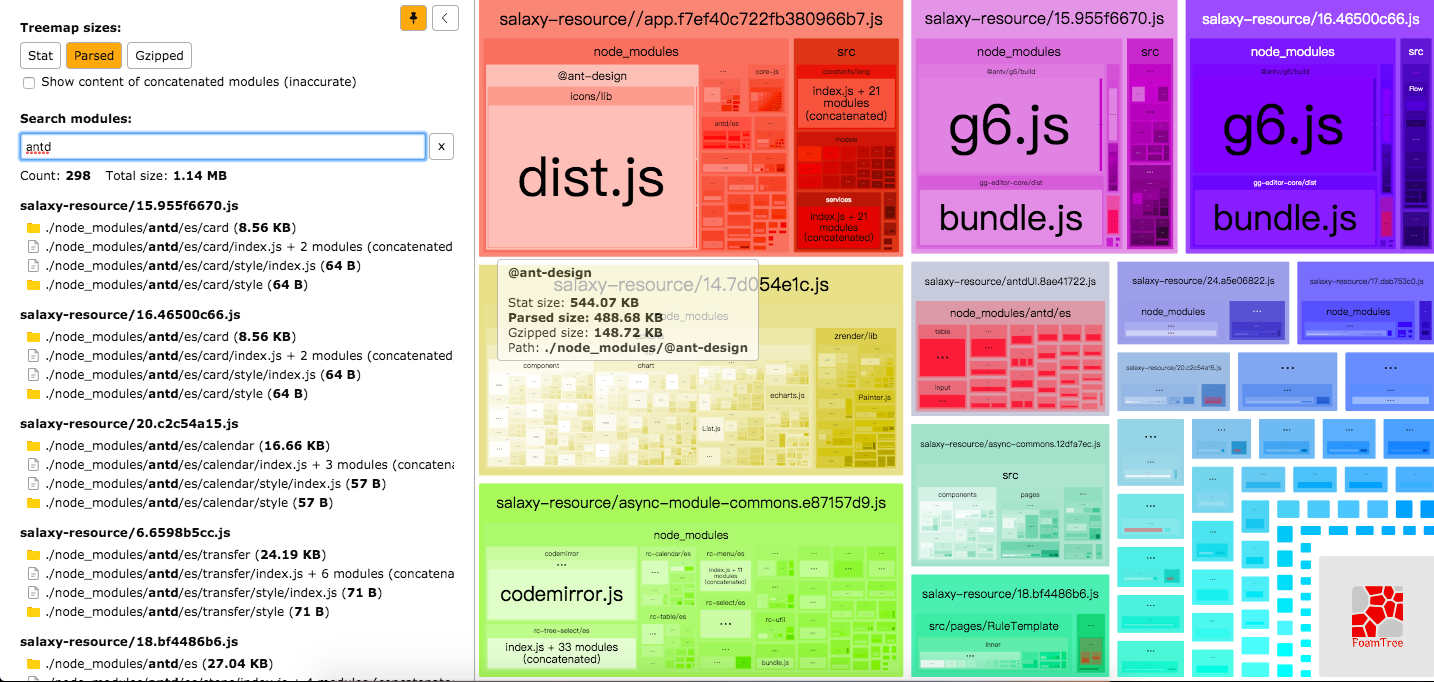 Treemap sizes:
Stat
Parsed
Gzipped
Show content of concatenated modules (inaccurate)
Search modules:
antd
x
Count: 298 Total size: 1.14 MB
salaxy-resource/15.955f6670.js
./node_modules/antd/es/card (8.56 KB)
./node_modules/antd/es/card/index.js + 2 modules (concatenated
./node_modules/antd/es/card/style/index.js (64 B)
./node_modules/antd/es/card/style (64 B)
salaxy-resource/16.46500c66.js
./node_modules/antd/es/card (8.56 KB)
./node_modules/antd/es/card/index.js + 2 modules (concatenated
./node_modules/antd/es/card/style/index.js (64 B)
./node_modules/antd/es/card/style (64 B)
salaxy-resource/20.c2c54a15.js
./node_modules/antd/es/calendar (16.66 KB)
./node_modules/antd/es/calendar/index.js + 3 modules (concatena
./node_modules/antd/es/calendar/style/index.js (57 B)
./node_modules/antd/es/calendar/style (57 B)
salaxy-resource/6.6598b5cc.js
./node_modules/antd/es/transfer (24.19 KB)
./node_modules/antd/es/transfer/index.js + 6 modules (concatena
./node_modules/antd/es/transfer/style/index.js (71 B)
./node_modules/antd/es/transfer/style (71 B)
salaxy-resource/18.bf4486b6.js
./node_modules/antd/es (27.04 KB)
salaxy-resource//app.f7ef40c722fb380966b7.js
node_modules
src
@ant-design
icons/lib
dist.js
core-js
antd/es
constants/lang
index.js + 21
modules
(concatenated)
models
services
index.js + 21
modules
(concatenated)
salaxy-resource/15.955f6670.js
node_modules
src
@antv/g6/build
g6.js
gg-editor-core/dist
bundle.js
salaxy-resource/16.46500c66.js
node_modules
src
@antv/g6/build
Flow
g6.js
gg-editor-core/dist
bundle.js
salaxy-resource/14.7d054e1c.js
node_modules
@ant-design
Stat size: 544.07 KB
Parsed size: 488.68 KB
Gzipped size: 148.72 KB
Path: ./node_modules/@ant-design
zrender/lib
component
chart
echarts.js
Painter.js
List.js
salaxy-resource/antdUI.8ae41722.js
node_modules/antd/es
table
input
salaxy-resource/24.a5e06822.js
node_modules
salaxy-resource/17.dab753c0.js
node_modules
salaxy-resource/20.c2c54a15.js
salaxy-resource/async-commons.12dfa7ec.js
src
components
pages
salaxy-resource/async-module-commons.e87157d9.js
node_modules
codemirror
codemirror.js
rc-tree-select/es
index.js + 33 modules
(concatenated)
rc-calendar/es
rc-menu/es
index.js + 11
modules
(concatenated)
rc-select/es
rc-table/es
rc-util
bundle.js
salaxy-resource/18.bf4486b6.js
src/pages/RuleTemplate
Inner
FoamTree